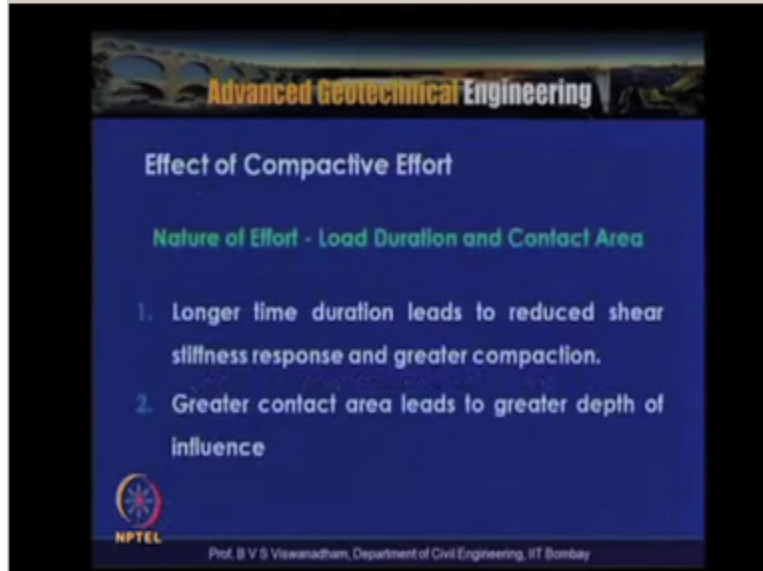 Advanced Geotechnical Engineering
Effect of Compactive Effort
Nature of Effort - Load Duration and Contact Area
1. Longer time duration leads to reduced shear
stiffness response and greater compaction.
2. Greater contact area leads to greater depth of
influence
NPTEL
Prof. B V S Viswanadham, Department of Civil Engineering, IIT Bombay